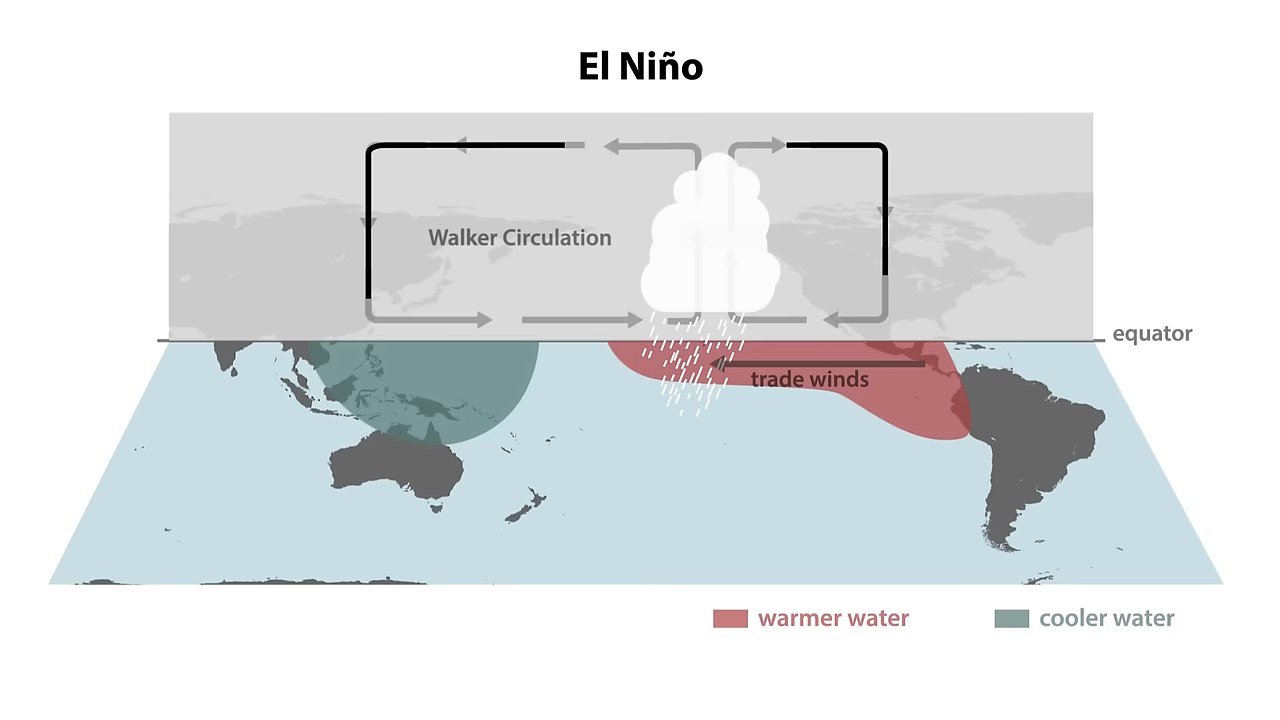 El Niño
Walker Circulation
equator
trade winds
warmer water
cooler water